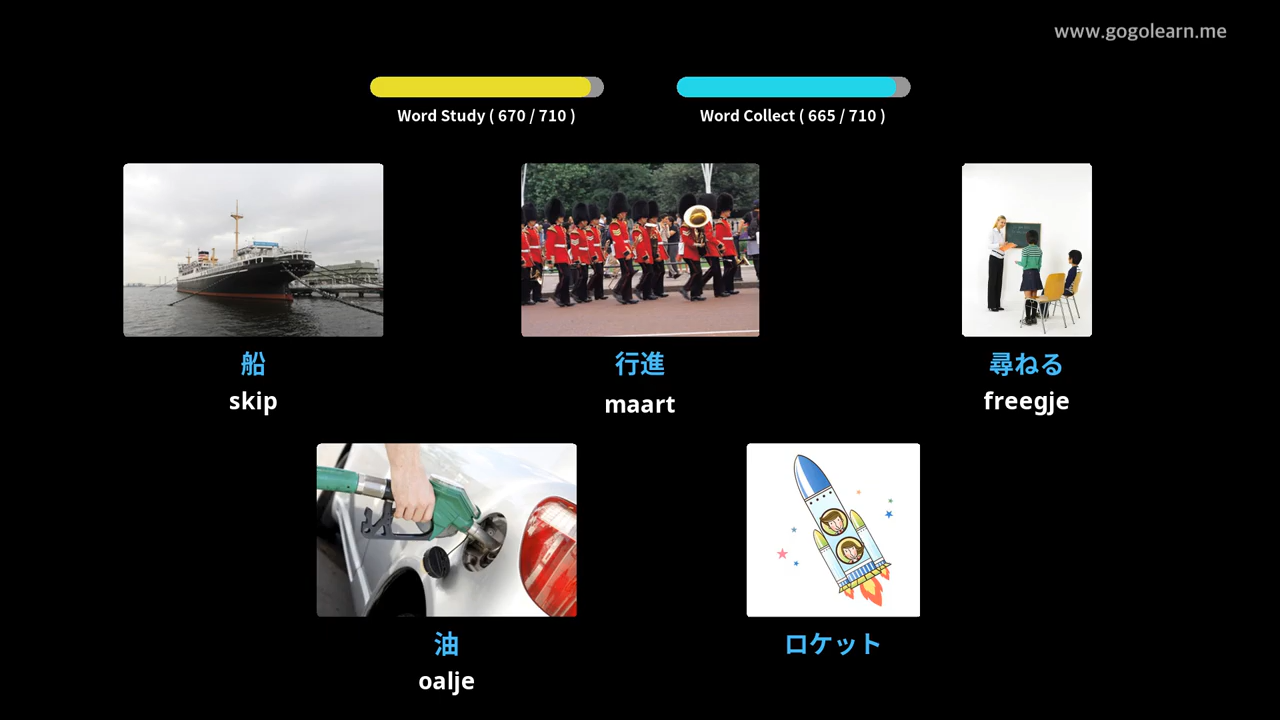 www.gogolearn.me
Word Study ( 670 / 710 )
Word Collect ( 665 / 710 )
船
skip
行進
maart
尋ねる
freegje
油
oalje
ロケット